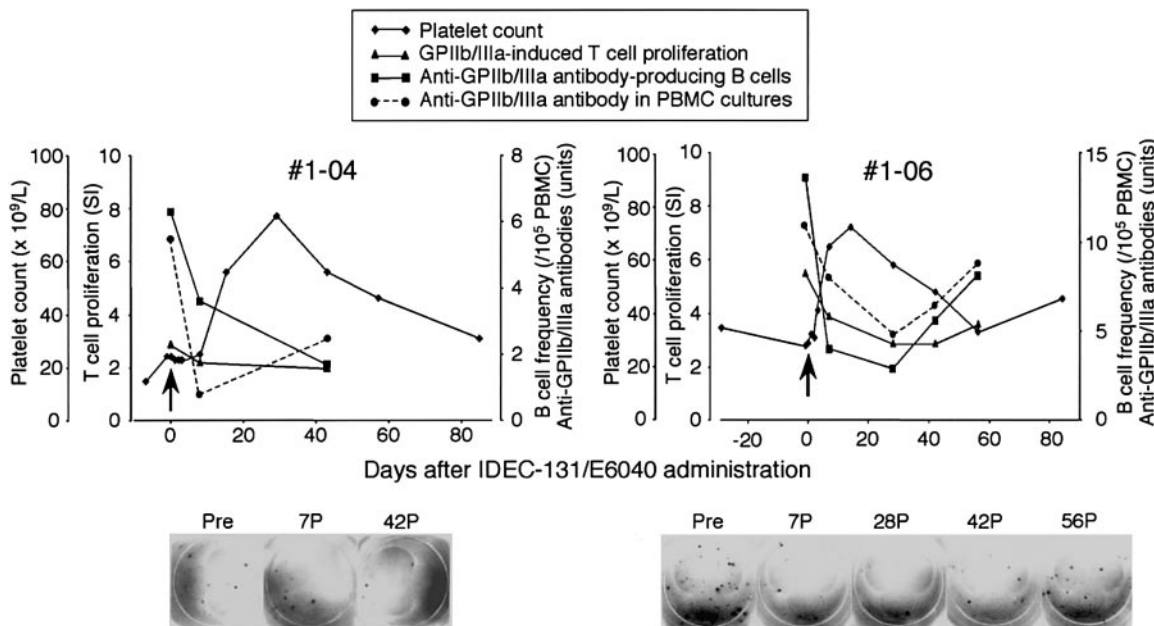 Platelet count
GPIIb/IIIa-induced T cell proliferation
Anti-GPIIb/IIIa antibody-producing B cells
Anti-GPIIb/IIIa antibody in PBMC cultures
#1-04
Platelet count (x 10⁹/L)
100
80
60
40
20
0
T cell proliferation (SI)
10
8
6
4
2
0
8
6
4
2
0
B cell frequency (/10⁵ PBMC)
Anti-GPIIb/IIIa antibodies (units)
0 20 40 60 80
#1-06
Platelet count (x 10⁹/L)
100
80
60
40
20
0
T cell proliferation (SI)
10
8
6
4
2
0
15
10
5
0
B cell frequency (/10⁵ PBMC)
Anti-GPIIb/IIIa antibodies (units)
-20 0 20 40 60 80
Days after IDEC-131/E6040 administration
Pre 7P 42P
Pre 7P 28P 42P 56P